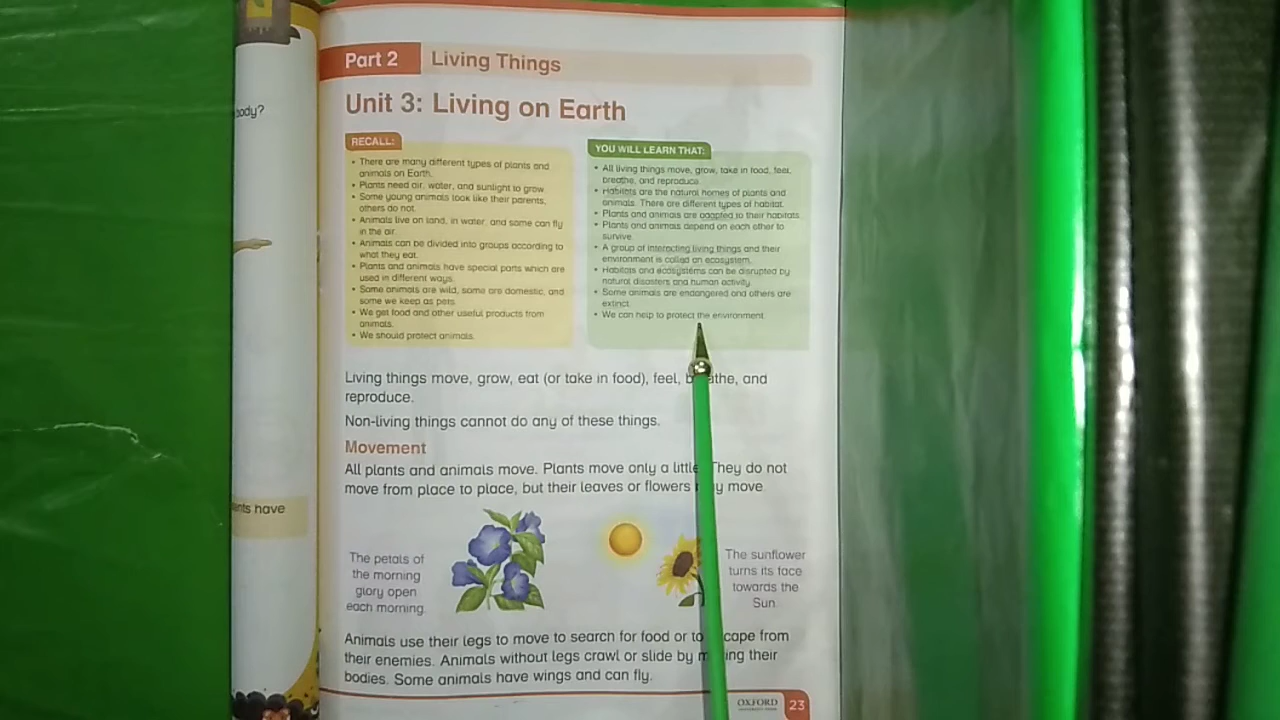 body?
ents have
Part 2 Living Things
Unit 3: Living on Earth
RECALL:
• There are many different types of plants and
animals on Earth.
• Plants need air, water, and sunlight to grow.
• Some young animals look like their parents,
others do not.
• Animals live on land, in water, and some can fly
in the air.
• Animals can be divided into groups according to
what they eat.
• Plants and animals have special parts which are
used in different ways.
• Some animals are wild, some are domestic, and
some we keep as pets.
• We get food and other useful products from
animals.
• We should protect animals.
YOU WILL LEARN THAT:
• All living things move, grow, take in food, feel,
breathe, and reproduce.
• Habitats are the natural homes of plants and
animals. There are different types of habitat.
• Plants and animals are adapted to their habitats.
• Plants and animals depend on each other to
survive.
• A group of interacting living things and their
environment is called an ecosystem.
• Habitats and ecosystems can be disrupted by
natural disasters and human activity.
• Some animals are endangered and others are
extinct.
• We can help to protect the environment.
Living things move, grow, eat (or take in food), feel, b athe, and
reproduce.
Non-living things cannot do any of these things.
Movement
All plants and animals move. Plants move only a little They do not
move from place to place, but their leaves or flowers y move.
The petals of
the morning
glory open
each morning.
The sunflower
turns its face
towards the
Sun.
Animals use their legs to move to search for food or to cape from
their enemies. Animals without legs crawl or slide by m ing their
bodies. Some animals have wings and can fly.
OXFORD
UNIVERSITY PRESS
23